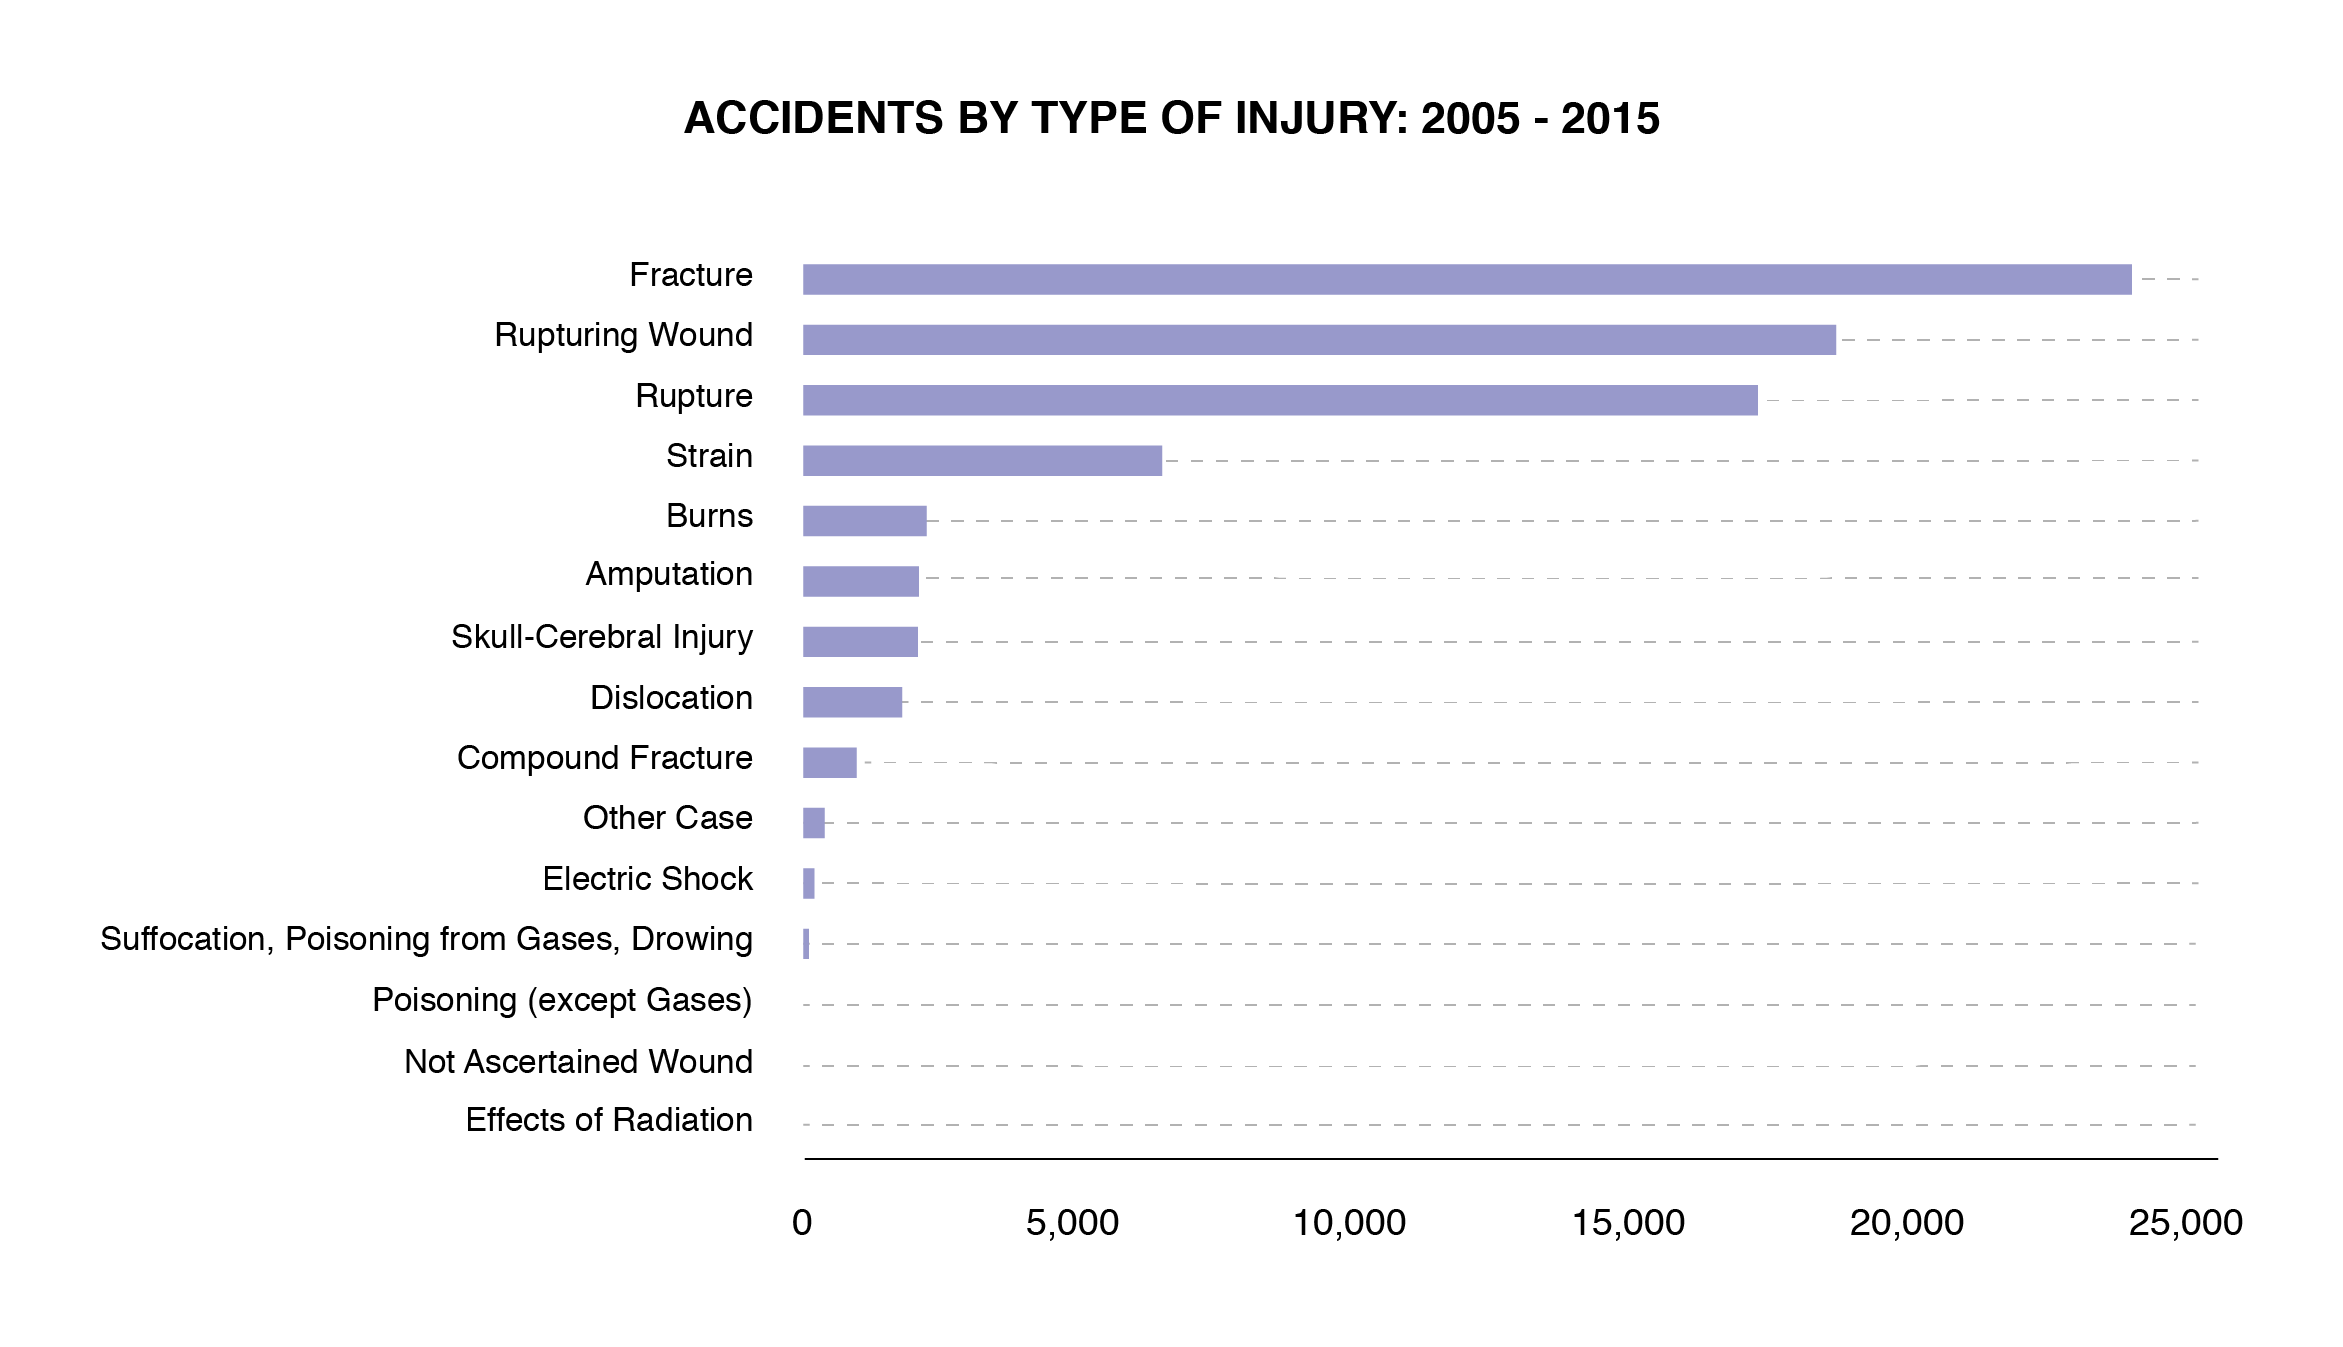 ACCIDENTS BY TYPE OF INJURY: 2005 - 2015
Fracture
Rupturing Wound
Rupture
Strain
Burns
Amputation
Skull-Cerebral Injury
Dislocation
Compound Fracture
Other Case
Electric Shock
Suffocation, Poisoning from Gases, Drowing
Poisoning (except Gases)
Not Ascertained Wound
Effects of Radiation
0 5,000 10,000 15,000 20,000 25,000